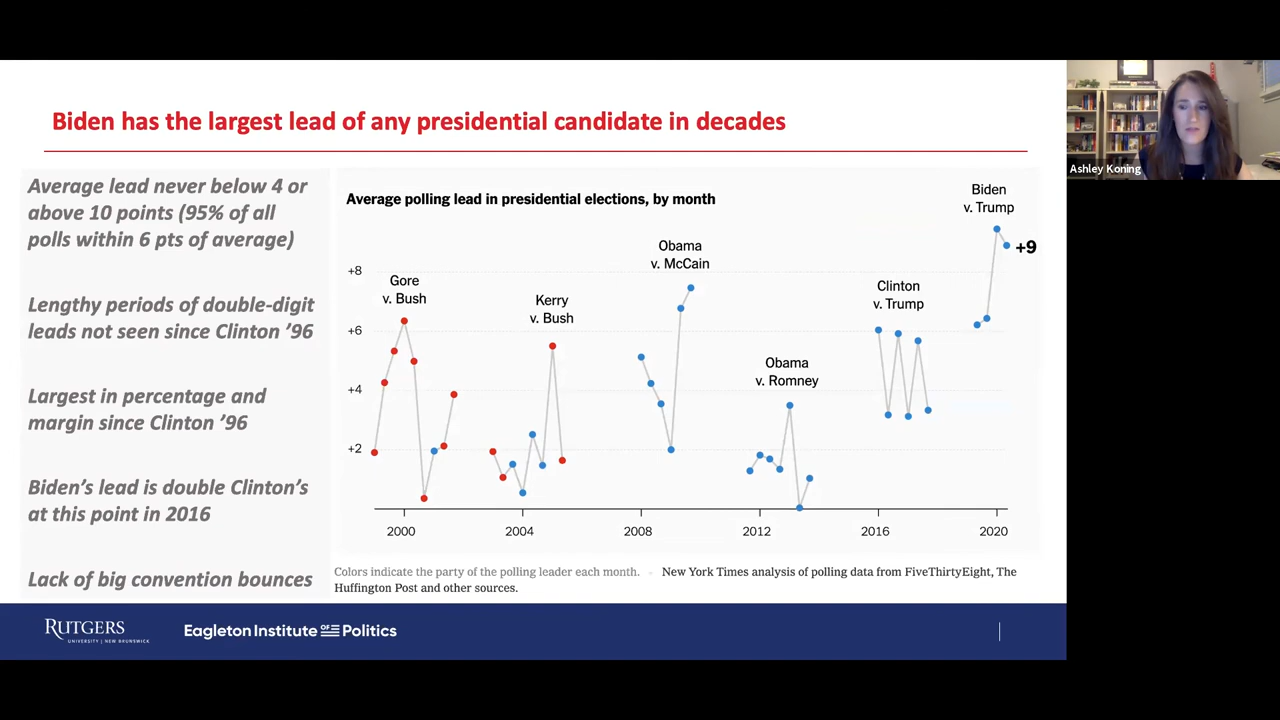 Biden has the largest lead of any presidential candidate in decades
Ashley Koning
Average lead never below 4 or
above 10 points (95% of all
polls within 6 pts of average)
Lengthy periods of double-digit
leads not seen since Clinton ’96
Largest in percentage and
margin since Clinton ’96
Biden’s lead is double Clinton’s
at this point in 2016
Lack of big convention bounces
Average polling lead in presidential elections, by month
Biden
v. Trump
+9
Obama
v. McCain
Gore
v. Bush
Clinton
v. Trump
Kerry
v. Bush
Obama
v. Romney
+8
+6
+4
+2
2000 2004 2008 2012 2016 2020
Colors indicate the party of the polling leader each month. · New York Times analysis of polling data from FiveThirtyEight, The
Huffington Post and other sources.
RUTGERS
UNIVERSITY | NEW BRUNSWICK
Eagleton Institute OF Politics